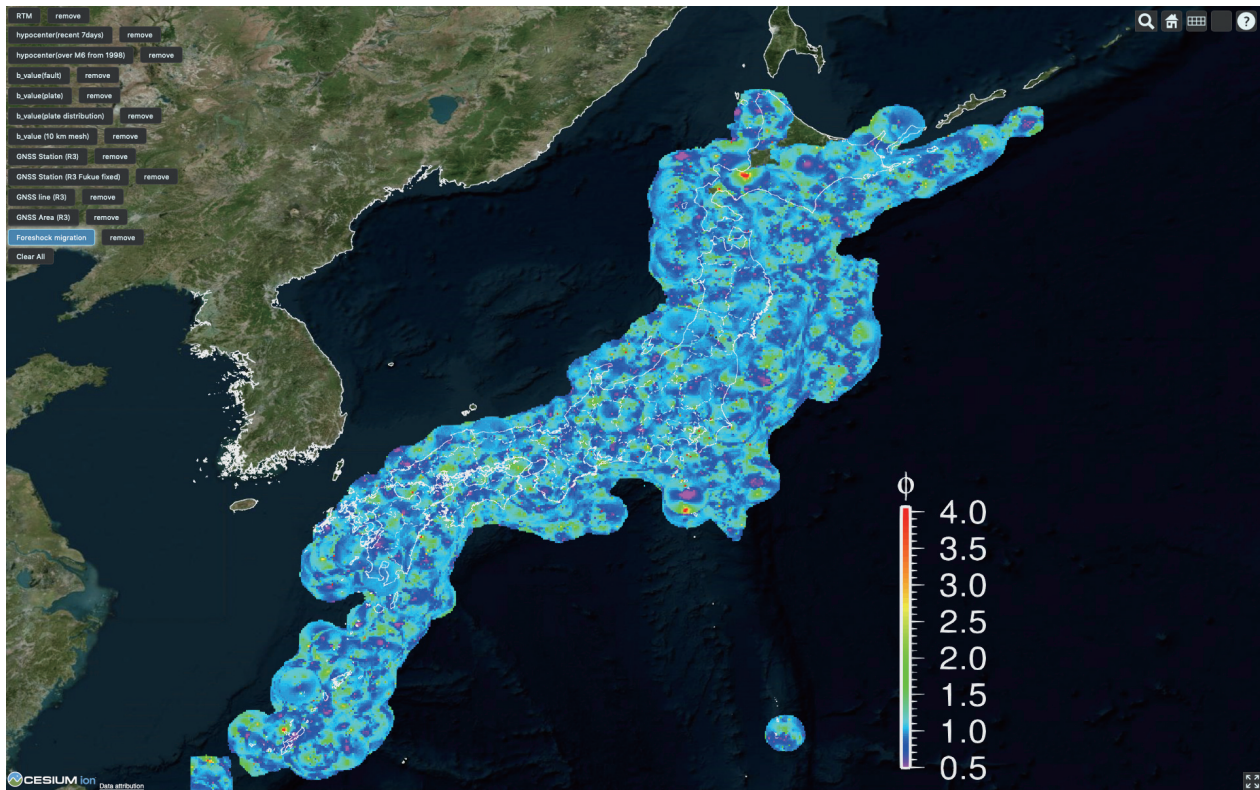 RTM remove
hypocenter(recent 7days) remove
hypocenter(over M6 from 1998) remove
b_value(fault) remove
b_value(plate) remove
b_value(plate distribution) remove
b_value (10 km mesh) remove
GNSS Station (R3) remove
GNSS Station (R3 Fukue fixed) remove
GNSS line (R3) remove
GNSS Area (R3) remove
Foreshock migration remove
Clear All
?
ϕ
4.0
3.5
3.0
2.5
2.0
1.5
1.0
0.5
CESIUM ion Data attribution